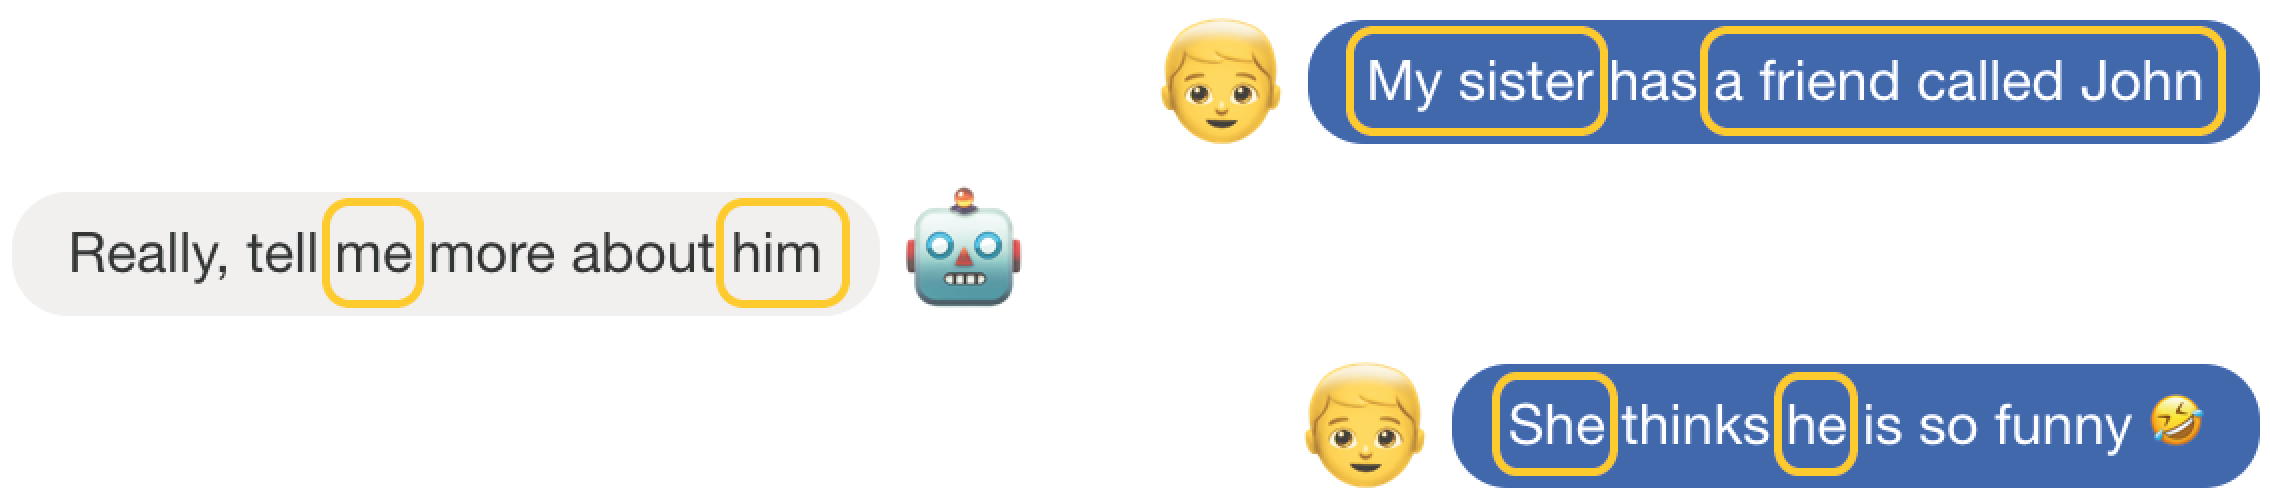 My sister has a friend called John
Really, tell me more about him
She thinks he is so funny 🤣